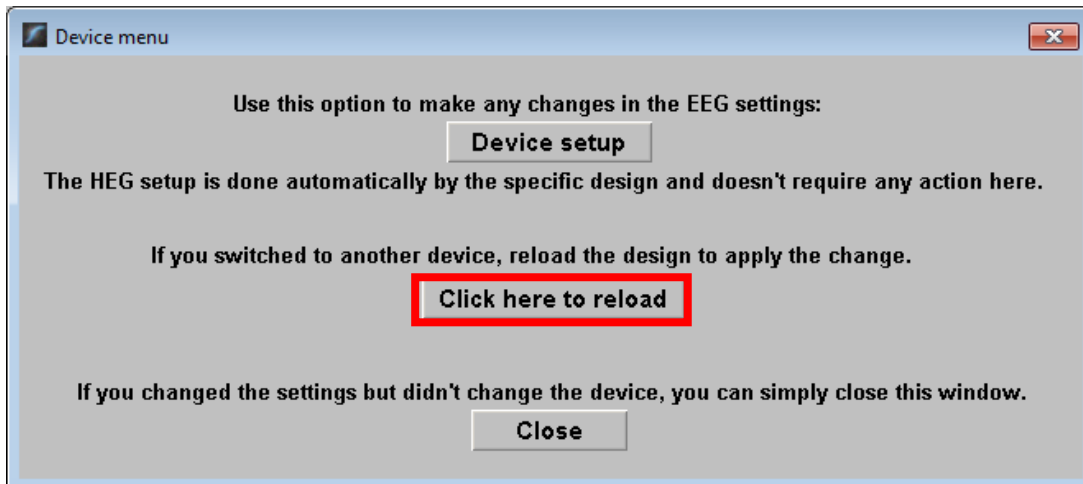 Device menu
Use this option to make any changes in the EEG settings:
Device setup
The HEG setup is done automatically by the specific design and doesn't require any action here.
If you switched to another device, reload the design to apply the change.
Click here to reload
If you changed the settings but didn't change the device, you can simply close this window.
Close